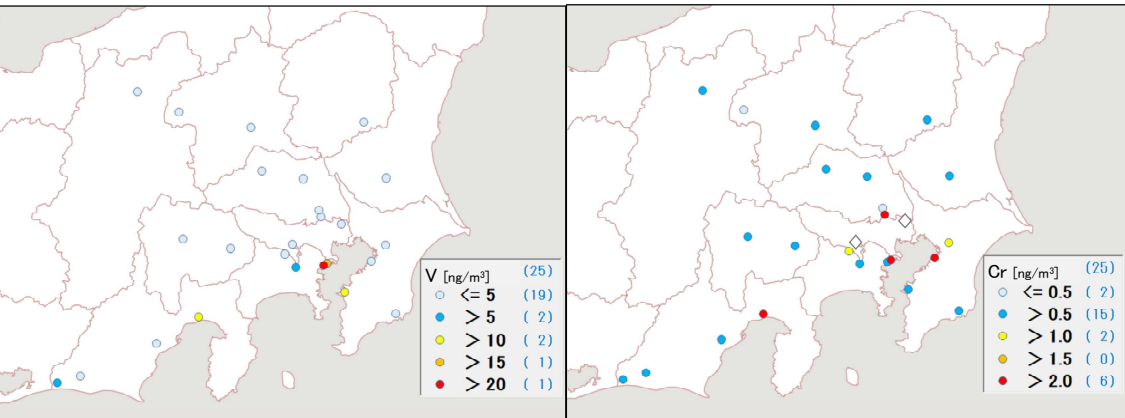 V [ng/m³] (25)
<= 5 (19)
> 5 ( 2)
> 10 ( 2)
> 15 ( 1)
> 20 ( 1)
Cr [ng/m³] (25)
<= 0.5 ( 2)
> 0.5 (15)
> 1.0 ( 2)
> 1.5 ( 0)
> 2.0 ( 6)